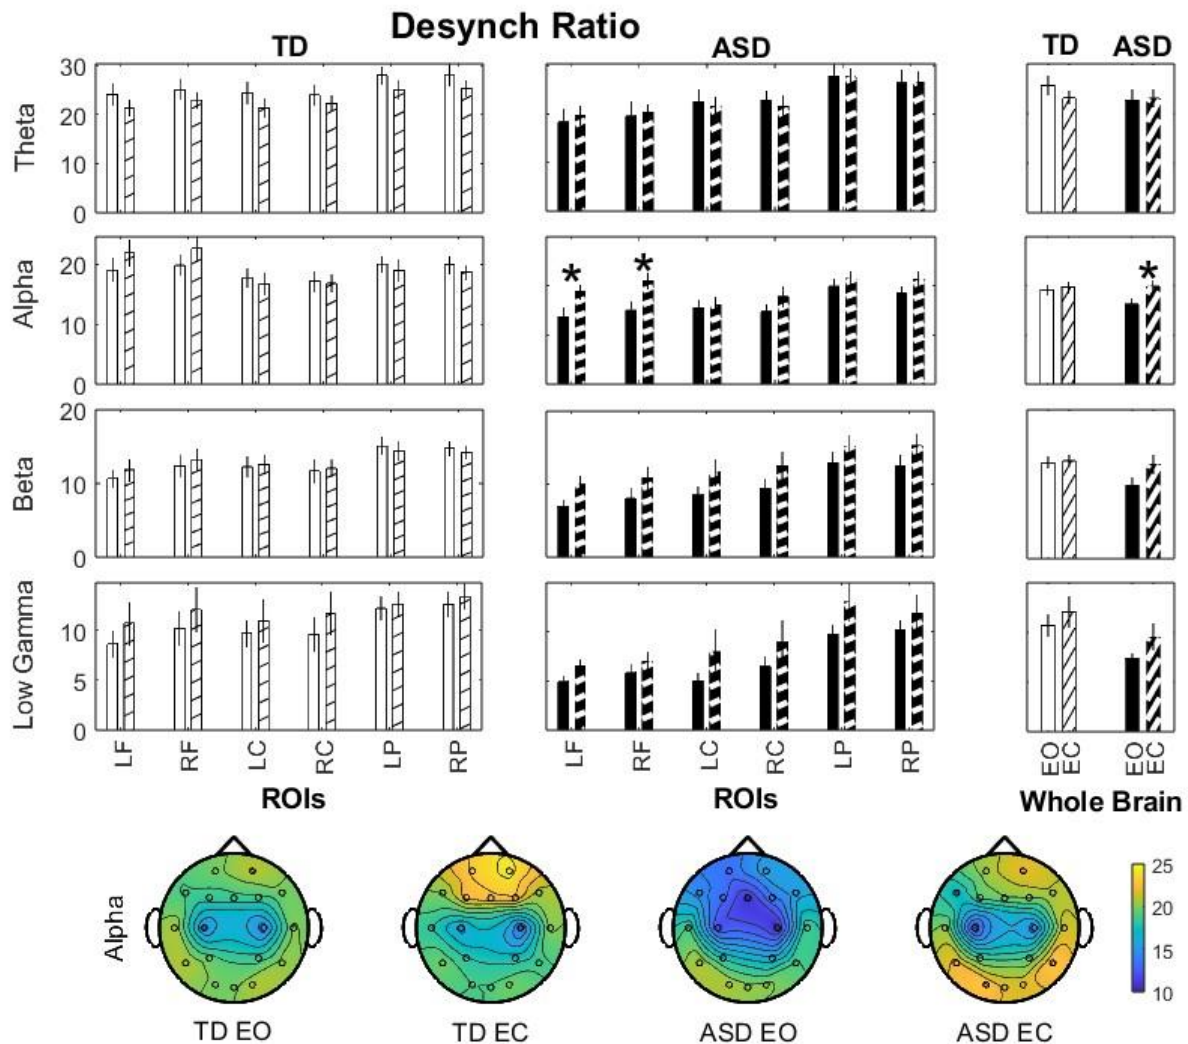 Desynch Ratio
TD
ASD
TD ASD
Theta
30
20
10
0
Alpha
20
10
0
*
*
*
Beta
20
10
0
Low Gamma
10
5
0
LF RF LC RC LP RP
LF RF LC RC LP RP
EO EC EO EC
ROIs
ROIs
Whole Brain
Alpha
25
20
15
10
TD EO
TD EC
ASD EO
ASD EC